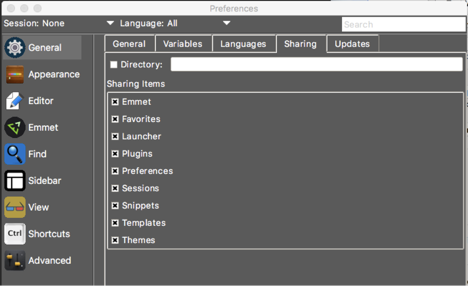 Preferences
Session: None Language: All Search
General Variables Languages Sharing Updates
General
Appearance
Editor
Emmet
Find
Sidebar
View
Ctrl Shortcuts
Advanced
Directory:
Sharing Items
Emmet
Favorites
Launcher
Plugins
Preferences
Sessions
Snippets
Templates
Themes